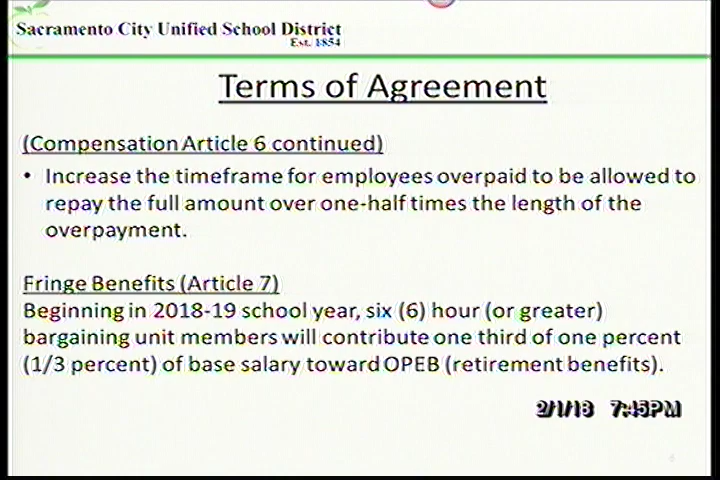 Sacramento City Unified School District
Est. 1854
Terms of Agreement
(Compensation Article 6 continued)
• Increase the timeframe for employees overpaid to be allowed to
repay the full amount over one-half times the length of the
overpayment.
Fringe Benefits (Article 7)
Beginning in 2018-19 school year, six (6) hour (or greater)
bargaining unit members will contribute one third of one percent
(1/3 percent) of base salary toward OPEB (retirement benefits).
2/1/18 7:45PM